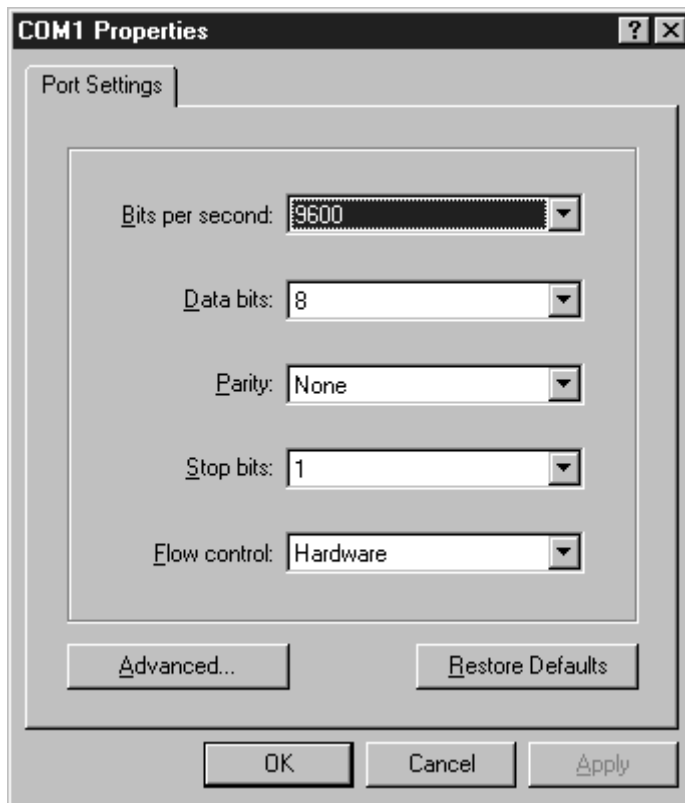 COM1 Properties
Port Settings
Bits per second: 9600
Data bits: 8
Parity: None
Stop bits: 1
Flow control: Hardware
Advanced... Restore Defaults
OK Cancel Apply